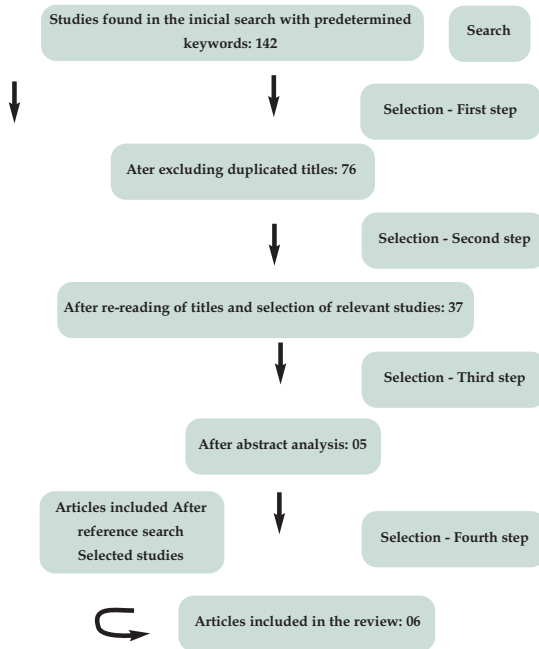 Studies found in the inicial search with predetermined
keywords: 142
Search
Selection - First step
Ater excluding duplicated titles: 76
Selection - Second step
After re-reading of titles and selection of relevant studies: 37
Selection - Third step
After abstract analysis: 05
Articles included After
reference search
Selected studies
Selection - Fourth step
Articles included in the review: 06